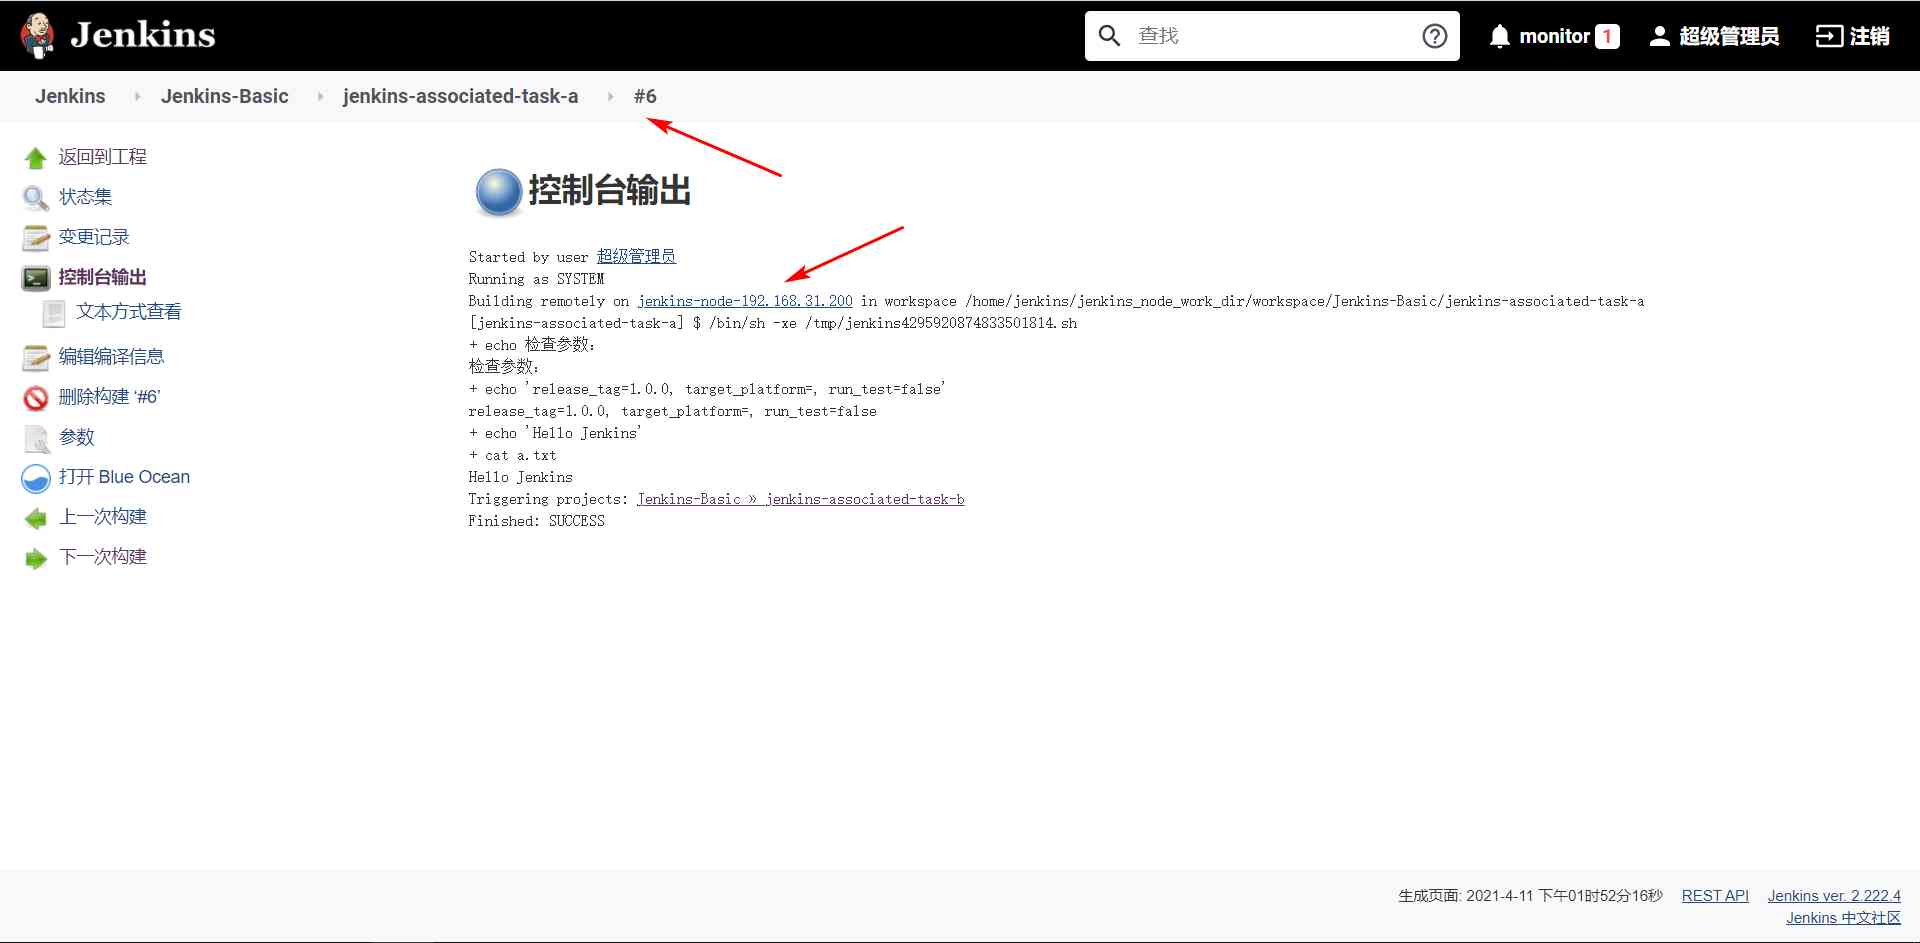 Jenkins
查找
monitor 1
超级管理员
注销
Jenkins
Jenkins-Basic
jenkins-associated-task-a
#6
返回到工程
状态集
变更记录
控制台输出
文本方式查看
编辑编译信息
删除构建 ‘#6’
参数
打开 Blue Ocean
上一次构建
下一次构建
控制台输出
Started by user 超级管理员
Running as SYSTEM
Building remotely on jenkins-node-192.168.31.200 in workspace /home/jenkins/jenkins_node_work_dir/workspace/Jenkins-Basic/jenkins-associated-task-a
[jenkins-associated-task-a] $ /bin/sh -xe /tmp/jenkins4295920874833501814.sh
+ echo 检查参数：
检查参数：
+ echo 'release_tag=1.0.0, target_platform=, run_test=false'
release_tag=1.0.0, target_platform=, run_test=false
+ echo 'Hello Jenkins'
+ cat a.txt
Hello Jenkins
Triggering projects: Jenkins-Basic » jenkins-associated-task-b
Finished: SUCCESS
生成页面: 2021-4-11 下午01时52分16秒
REST API
Jenkins ver. 2.222.4
Jenkins 中文社区